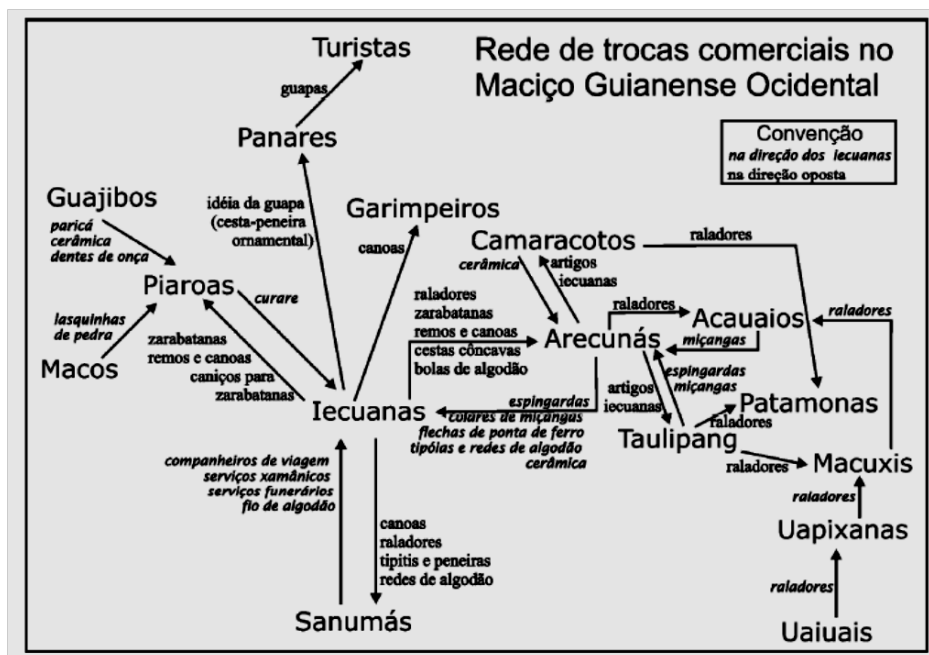 Turistas
Rede de trocas comerciais no
Maciço Guianense Ocidental
guapas
Panares
Convenção
na direção dos iecuanas
na direção oposta
Guajibos
paricá
cerâmica
dentes de onça
idéia da guapa
(cesta-peneira
ornamental)
Garimpeiros
canoas
Camaracotos
raladores
cerâmica
artigos
iecuanas
Piaroas
curare
lasquinhas
de pedra
Macos
zarabatanas
remos e canoas
caniços para
zarabatanas
raladores
zarabatanas
remos e canoas
cestas côncavas
bolas de algodão
Arecunás
raladores
Acauaios
miçangas
raladores
espingardas
miçangas
artigos
iecuanas
Iecuanas
espingardas
colares de miçangas
flechas de ponta de ferro
tipóias e redes de algodão
cerâmica
Patamonas
raladores
Taulipang
raladores
Macuxis
companheiros de viagem
serviços xamânicos
serviços funerários
fio de algodão
raladores
Uapixanas
canoas
raladores
tipitis e peneiras
redes de algodão
raladores
Sanumás
Uaiuais